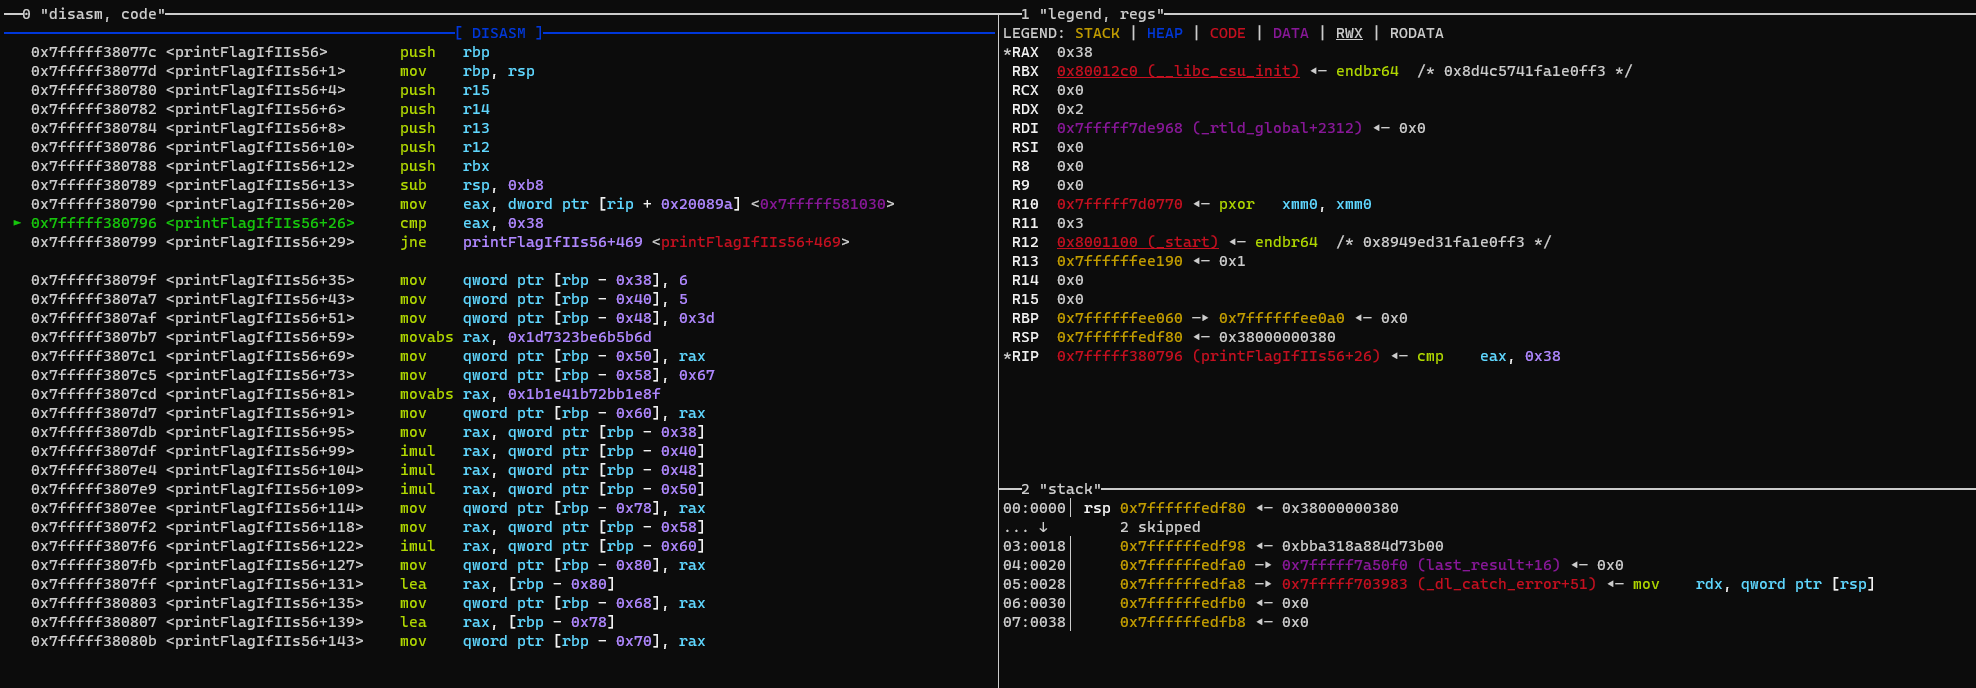 0 "disasm, code"
[ DISASM ]
0x7fffff38077c <printFlagIfIIs56> push rbp
0x7fffff38077d <printFlagIfIIs56+1> mov rbp, rsp
0x7fffff380780 <printFlagIfIIs56+4> push r15
0x7fffff380782 <printFlagIfIIs56+6> push r14
0x7fffff380784 <printFlagIfIIs56+8> push r13
0x7fffff380786 <printFlagIfIIs56+10> push r12
0x7fffff380788 <printFlagIfIIs56+12> push rbx
0x7fffff380789 <printFlagIfIIs56+13> sub rsp, 0xb8
0x7fffff380790 <printFlagIfIIs56+20> mov eax, dword ptr [rip + 0x20089a] <0x7fffff581030>
► 0x7fffff380796 <printFlagIfIIs56+26> cmp eax, 0x38
0x7fffff380799 <printFlagIfIIs56+29> jne printFlagIfIIs56+469 <printFlagIfIIs56+469>
0x7fffff38079f <printFlagIfIIs56+35> mov qword ptr [rbp - 0x38], 6
0x7fffff3807a7 <printFlagIfIIs56+43> mov qword ptr [rbp - 0x40], 5
0x7fffff3807af <printFlagIfIIs56+51> mov qword ptr [rbp - 0x48], 0x3d
0x7fffff3807b7 <printFlagIfIIs56+59> movabs rax, 0x1d7323be6b5b6d
0x7fffff3807c1 <printFlagIfIIs56+69> mov qword ptr [rbp - 0x50], rax
0x7fffff3807c5 <printFlagIfIIs56+73> mov qword ptr [rbp - 0x58], 0x67
0x7fffff3807cd <printFlagIfIIs56+81> movabs rax, 0x1b1e41b72bb1e8f
0x7fffff3807d7 <printFlagIfIIs56+91> mov qword ptr [rbp - 0x60], rax
0x7fffff3807db <printFlagIfIIs56+95> mov rax, qword ptr [rbp - 0x38]
0x7fffff3807df <printFlagIfIIs56+99> imul rax, qword ptr [rbp - 0x40]
0x7fffff3807e4 <printFlagIfIIs56+104> imul rax, qword ptr [rbp - 0x48]
0x7fffff3807e9 <printFlagIfIIs56+109> imul rax, qword ptr [rbp - 0x50]
0x7fffff3807ee <printFlagIfIIs56+114> mov qword ptr [rbp - 0x78], rax
0x7fffff3807f2 <printFlagIfIIs56+118> mov rax, qword ptr [rbp - 0x58]
0x7fffff3807f6 <printFlagIfIIs56+122> imul rax, qword ptr [rbp - 0x60]
0x7fffff3807fb <printFlagIfIIs56+127> mov qword ptr [rbp - 0x80], rax
0x7fffff3807ff <printFlagIfIIs56+131> lea rax, [rbp - 0x80]
0x7fffff380803 <printFlagIfIIs56+135> mov qword ptr [rbp - 0x68], rax
0x7fffff380807 <printFlagIfIIs56+139> lea rax, [rbp - 0x78]
0x7fffff38080b <printFlagIfIIs56+143> mov qword ptr [rbp - 0x70], rax
1 "legend, regs"
LEGEND: STACK | HEAP | CODE | DATA | RWX | RODATA
*RAX 0x38
RBX 0x80012c0 (__libc_csu_init) ◂— endbr64 /* 0x8d4c5741fa1e0ff3 */
RCX 0x0
RDX 0x2
RDI 0x7fffff7de968 (_rtld_global+2312) ◂— 0x0
RSI 0x0
R8 0x0
R9 0x0
R10 0x7fffff7d0770 ◂— pxor xmm0, xmm0
R11 0x3
R12 0x8001100 (_start) ◂— endbr64 /* 0x8949ed31fa1e0ff3 */
R13 0x7ffffffee190 ◂— 0x1
R14 0x0
R15 0x0
RBP 0x7ffffffee060 —▸ 0x7ffffffee0a0 ◂— 0x0
RSP 0x7ffffffedf80 ◂— 0x38000000380
*RIP 0x7fffff380796 (printFlagIfIIs56+26) ◂— cmp eax, 0x38
2 "stack"
00:0000│ rsp 0x7ffffffedf80 ◂— 0x38000000380
... ↓ 2 skipped
03:0018│ 0x7ffffffedf98 ◂— 0xbba318a884d73b00
04:0020│ 0x7ffffffedfa0 —▸ 0x7fffff7a50f0 (last_result+16) ◂— 0x0
05:0028│ 0x7ffffffedfa8 —▸ 0x7fffff703983 (_dl_catch_error+51) ◂— mov rdx, qword ptr [rsp]
06:0030│ 0x7ffffffedfb0 ◂— 0x0
07:0038│ 0x7ffffffedfb8 ◂— 0x0